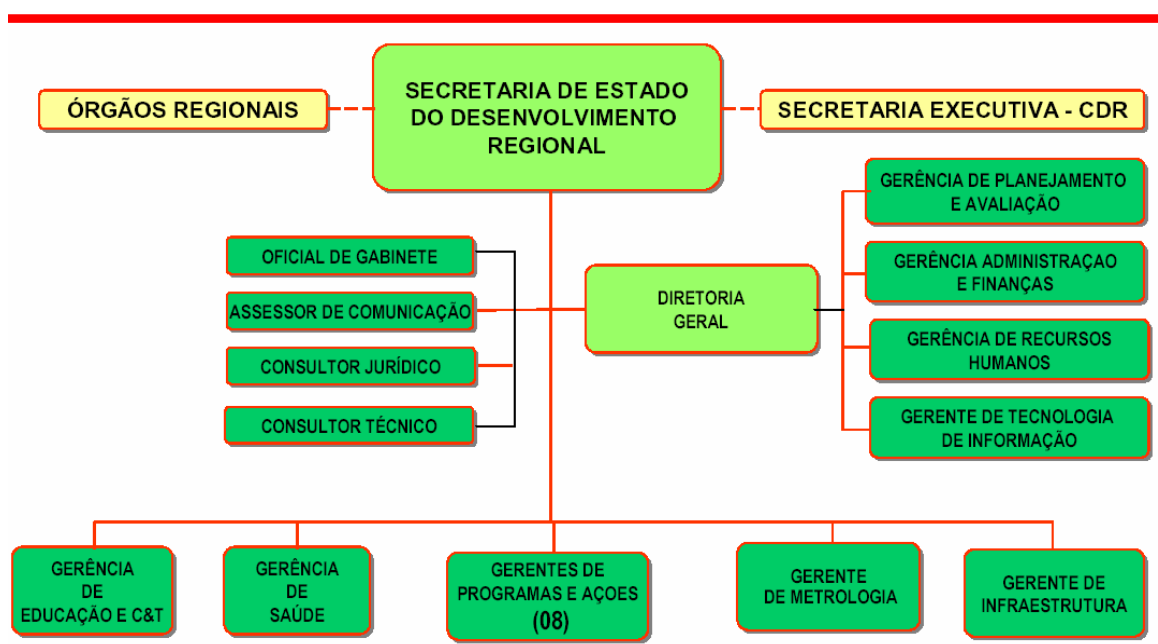 SECRETARIA DE ESTADO
DO DESENVOLVIMENTO
REGIONAL
ÓRGÃOS REGIONAIS
SECRETARIA EXECUTIVA - CDR
GERÊNCIA DE PLANEJAMENTO
E AVALIAÇÃO
OFICIAL DE GABINETE
GERÊNCIA ADMINISTRAÇAO
E FINANÇAS
ASSESSOR DE COMUNICAÇÃO
DIRETORIA
GERAL
CONSULTOR JURÍDICO
GERÊNCIA DE RECURSOS
HUMANOS
CONSULTOR TÉCNICO
GERENTE DE TECNOLOGIA
DE INFORMAÇÃO
GERÊNCIA
DE
EDUCAÇÃO E C&T
GERÊNCIA
DE
SAÚDE
GERENTES DE
PROGRAMAS E AÇOES
(08)
GERENTE
DE METROLOGIA
GERENTE DE
INFRAESTRUTURA